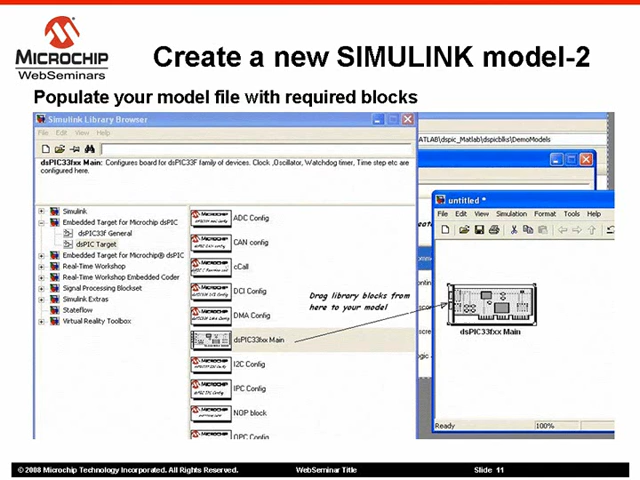 MICROCHIP
WebSeminars
Create a new SIMULINK model-2
Populate your model file with required blocks
Simulink Library Browser
File Edit View Help
dsPIC33fxx Main: Configures board for dsPIC33F family of devices. Clock ,Oscillator, Watchdog timer, Time step etc are
configured here.
Simulink
Embedded Target for Microchip dsPIC
dsPIC33f General
dsPIC Target
Embedded Target for Microchip® dsPIC
Real-Time Workshop
Real-Time Workshop Embedded Coder
Signal Processing Blockset
Simulink Extras
Stateflow
Virtual Reality Toolbox
ADC Config
CAN config
cCall
DCI Config
DMA Config
dsPIC33fxx Main
I2C Config
IPC Config
NOP block
OPC Config
Drag library blocks from
here to your model
ATLAB\dspic_Matlab\dspicblks\DemoModels
untitled *
File Edit View Simulation Format Tools Help
dsPIC33fxx Main
Ready 100%
© 2008 Microchip Technology Incorporated. All Rights Reserved. WebSeminar Title Slide 11